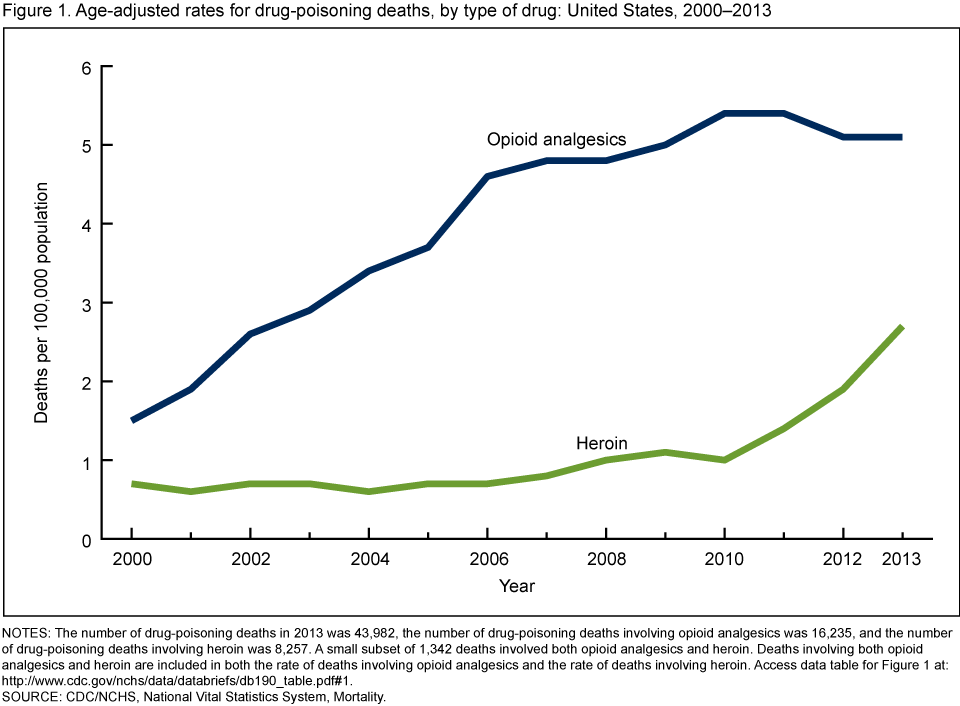 Figure 1. Age-adjusted rates for drug-poisoning deaths, by type of drug: United States, 2000–2013
6
5
4
3
2
1
0
Deaths per 100,000 population
Opioid analgesics
Heroin
2000 2002 2004 2006 2008 2010 2012 2013
Year
NOTES: The number of drug-poisoning deaths in 2013 was 43,982, the number of drug-poisoning deaths involving opioid analgesics was 16,235, and the number
of drug-poisoning deaths involving heroin was 8,257. A small subset of 1,342 deaths involved both opioid analgesics and heroin. Deaths involving both opioid
analgesics and heroin are included in both the rate of deaths involving opioid analgesics and the rate of deaths involving heroin. Access data table for Figure 1 at:
http://www.cdc.gov/nchs/data/databriefs/db190_table.pdf#1.
SOURCE: CDC/NCHS, National Vital Statistics System, Mortality.